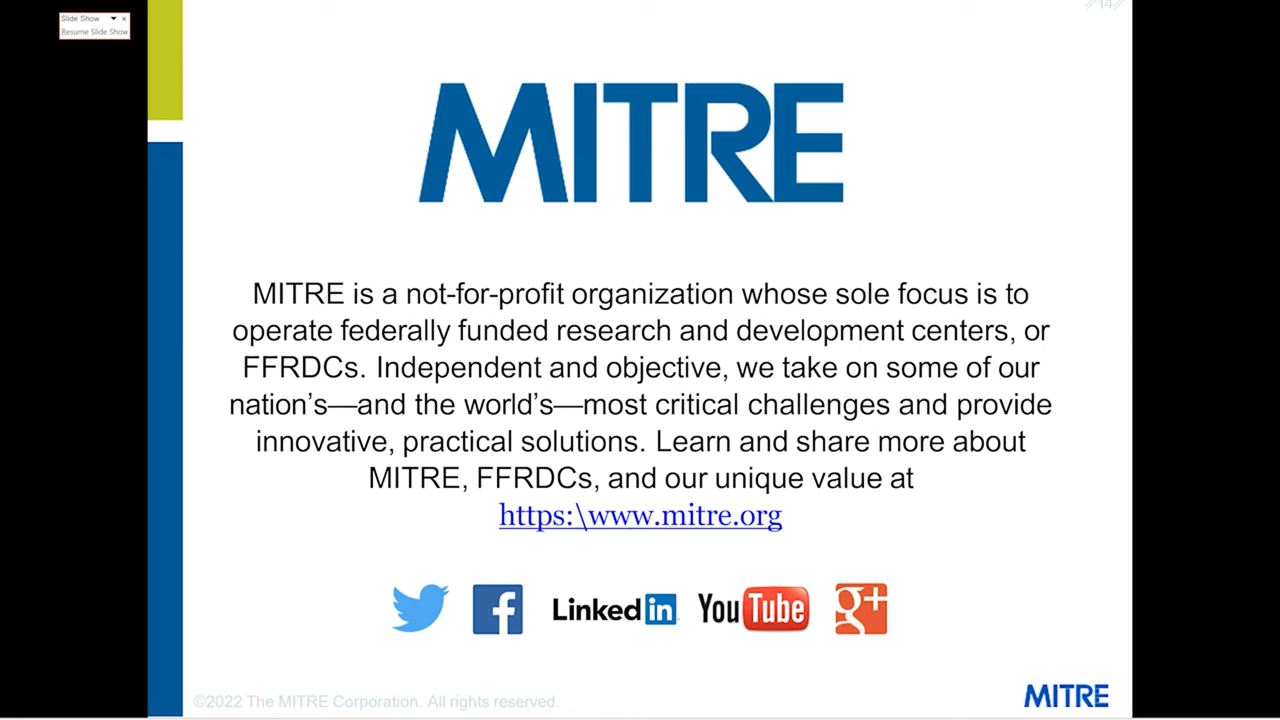 Slide Show
Resume Slide Show
//14//
MITRE
MITRE is a not-for-profit organization whose sole focus is to
operate federally funded research and development centers, or
FFRDCs. Independent and objective, we take on some of our
nation's—and the world's—most critical challenges and provide
innovative, practical solutions. Learn and share more about
MITRE, FFRDCs, and our unique value at
https:\www.mitre.org
f Linked in YouTube g+
©2022 The MITRE Corporation. All rights reserved.
MITRE